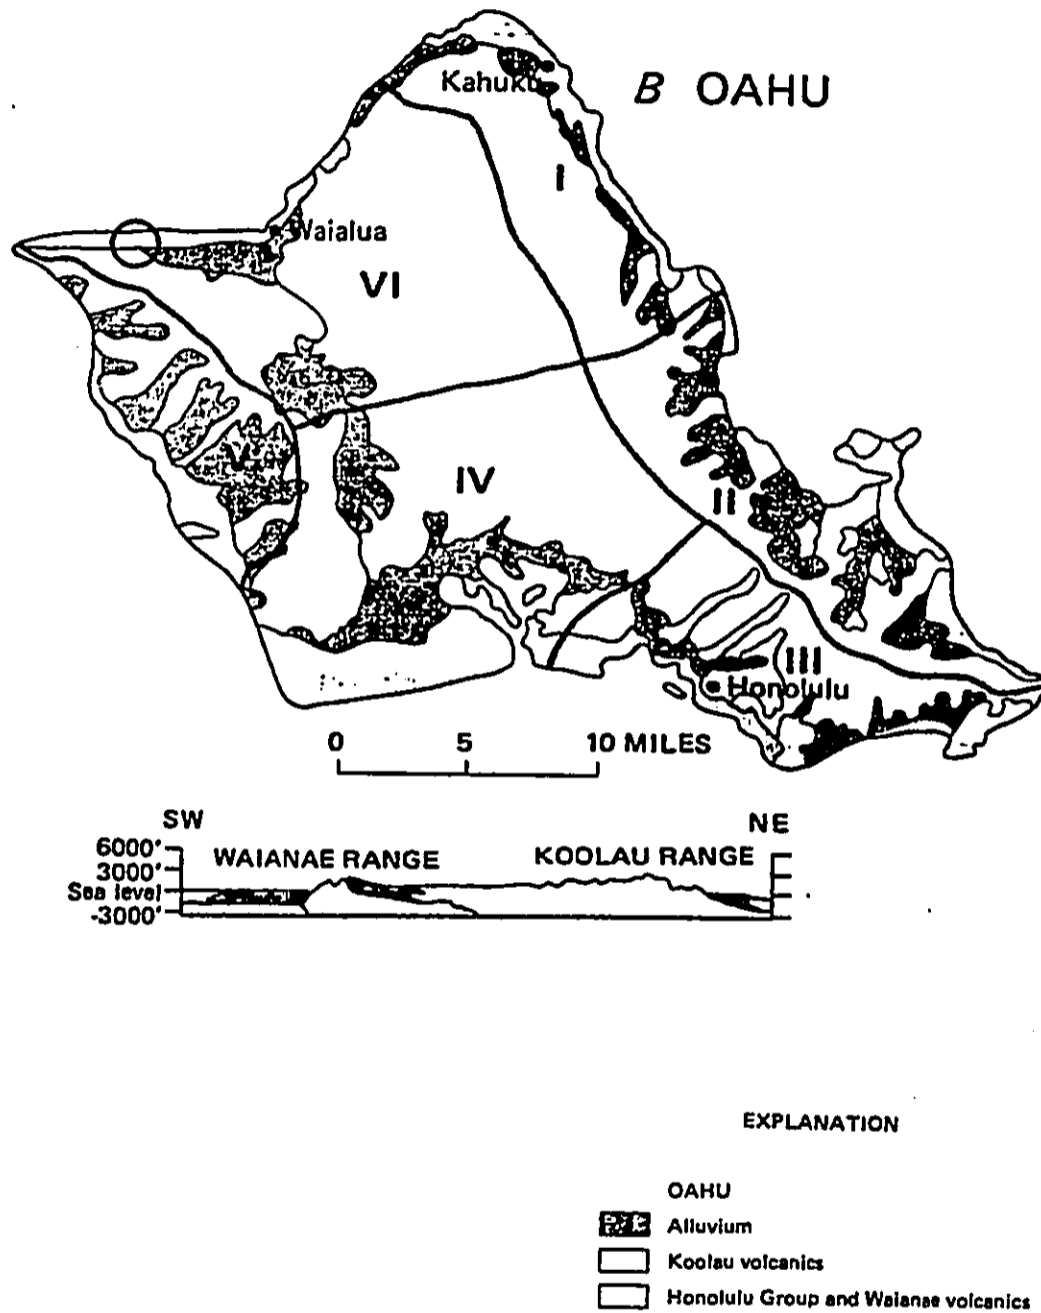 B OAHU
Kahuku
I
Waialua
VI
V
IV
II
III
Honolulu
0 5 10 MILES
SW NE
6000' WAIANAE RANGE KOOLAU RANGE
3000'
Sea level
-3000'
EXPLANATION
OAHU
Alluvium
Koolau volcanics
Honolulu Group and Waianae volcanics